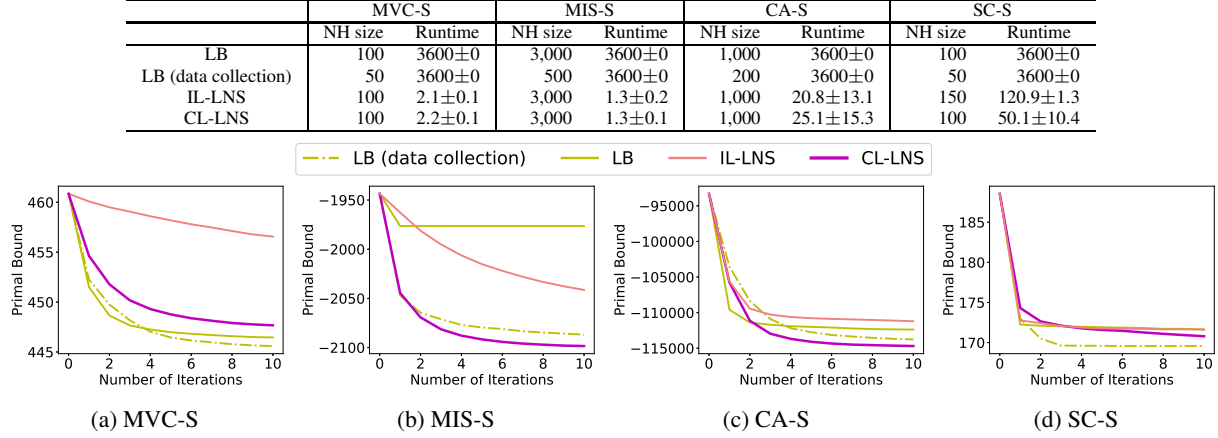 MVC-S MIS-S CA-S SC-S
NH size Runtime NH size Runtime NH size Runtime NH size Runtime
LB 100 3600±0 3,000 3600±0 1,000 3600±0 100 3600±0
LB (data collection) 50 3600±0 500 3600±0 200 3600±0 50 3600±0
IL-LNS 100 2.1±0.1 3,000 1.3±0.2 1,000 20.8±13.1 150 120.9±1.3
CL-LNS 100 2.2±0.1 3,000 1.3±0.1 1,000 25.1±15.3 100 50.1±10.4
LB (data collection) LB IL-LNS CL-LNS
Primal Bound
460
455
450
445
0 2 4 6 8 10
Number of Iterations
(a) MVC-S
Primal Bound
−1950
−2000
−2050
−2100
0 2 4 6 8 10
Number of Iterations
(b) MIS-S
Primal Bound
−95000
−100000
−105000
−110000
−115000
0 2 4 6 8 10
Number of Iterations
(c) CA-S
Primal Bound
185
180
175
170
0 2 4 6 8 10
Number of Iterations
(d) SC-S